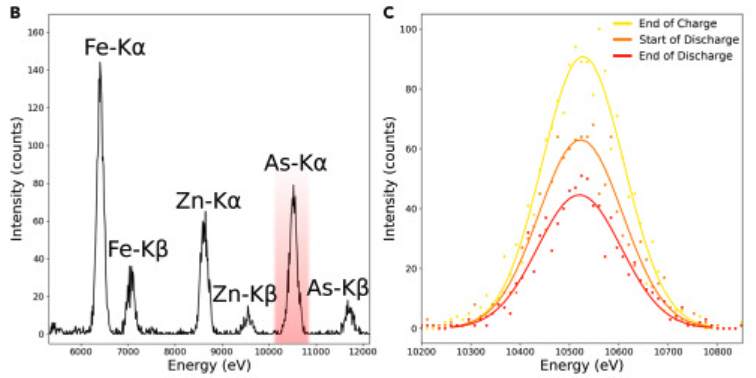 B
Fe-Kα
Fe-Kβ
Zn-Kα
Zn-Kβ
As-Kα
As-Kβ
Intensity (counts)
160
140
120
100
80
60
40
20
0
6000 7000 8000 9000 10000 11000 12000
Energy (eV)
C
End of Charge
Start of Discharge
End of Discharge
Intensity (counts)
100
80
60
40
20
0
10200 10300 10400 10500 10600 10700 10800
Energy (eV)